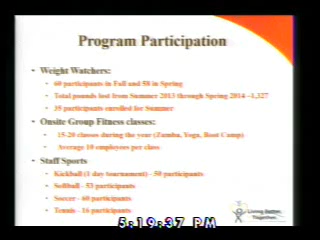 Program Participation
• Weight Watchers:
• 60 participants in Fall and 58 in Spring
• Total pounds lost from Summer 2013 through Spring 2014 -1,327
• 35 participants enrolled for Summer
• Onsite Group Fitness classes:
• 15-20 classes during the year (Zumba, Yoga, Boot Camp)
• Average 10 employees per class
• Staff Sports
• Kickball (1 day tournament) - 50 participants
• Softball - 53 participants
• Soccer - 60 participants
• Tennis - 16 participants
Living Better
Together
5:19:37 PM